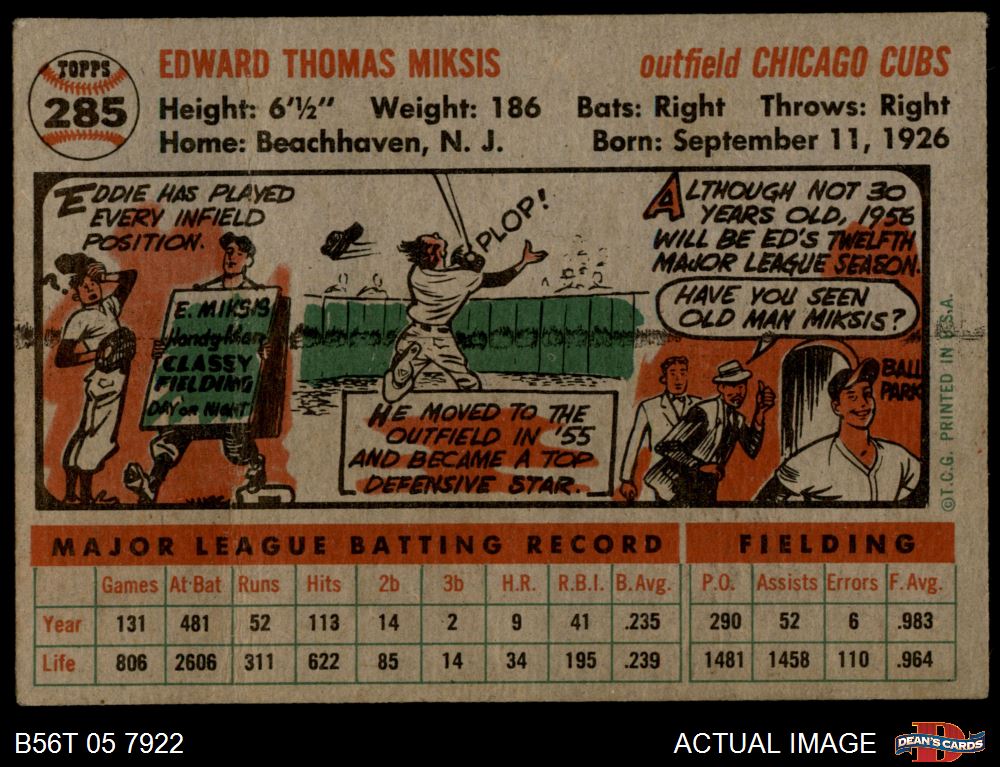 TOPPS
285
EDWARD THOMAS MIKSIS
outfield CHICAGO CUBS
Height: 6'½" Weight: 186 Bats: Right Throws: Right
Home: Beachhaven, N. J. Born: September 11, 1926
EDDIE HAS PLAYED
EVERY INFIELD
POSITION.
?
E. MIKSIS
Handy Man
CLASSY
FIELDING
DAY or NIGHT
PLOP!
HE MOVED TO THE
OUTFIELD IN '55
AND BECAME A TOP
DEFENSIVE STAR.
ALTHOUGH NOT 30
YEARS OLD, 1956
WILL BE ED'S TWELFTH
MAJOR LEAGUE SEASON.
HAVE YOU SEEN
OLD MAN MIKSIS?
BALL
PARK
©T.C.G. PRINTED IN U.S.A.
MAJOR LEAGUE BATTING RECORD FIELDING
Games At Bat Runs Hits 2b 3b H.R. R.B.I. B.Avg. P.O. Assists Errors F.Avg.
Year 131 481 52 113 14 2 9 41 .235 290 52 6 .983
Life 806 2606 311 622 85 14 34 195 .239 1481 1458 110 .964
B56T 05 7922
ACTUAL IMAGE
D
DEAN'S CARDS